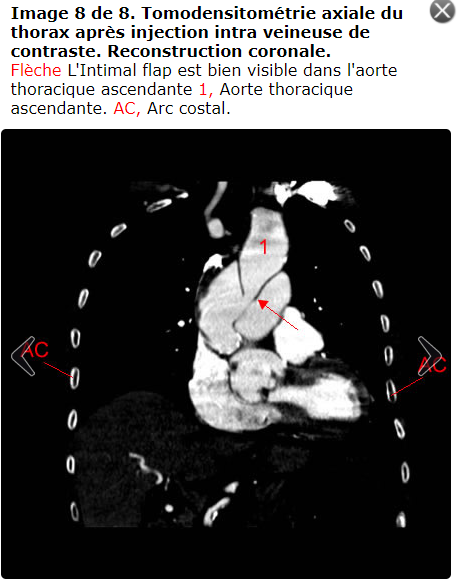 Image 8 de 8. Tomodensitométrie axiale du
thorax après injection intra veineuse de
contraste. Reconstruction coronale.
Flèche L'Intimal flap est bien visible dans l'aorte
thoracique ascendante 1, Aorte thoracique
ascendante. AC, Arc costal.
1
AC
AC